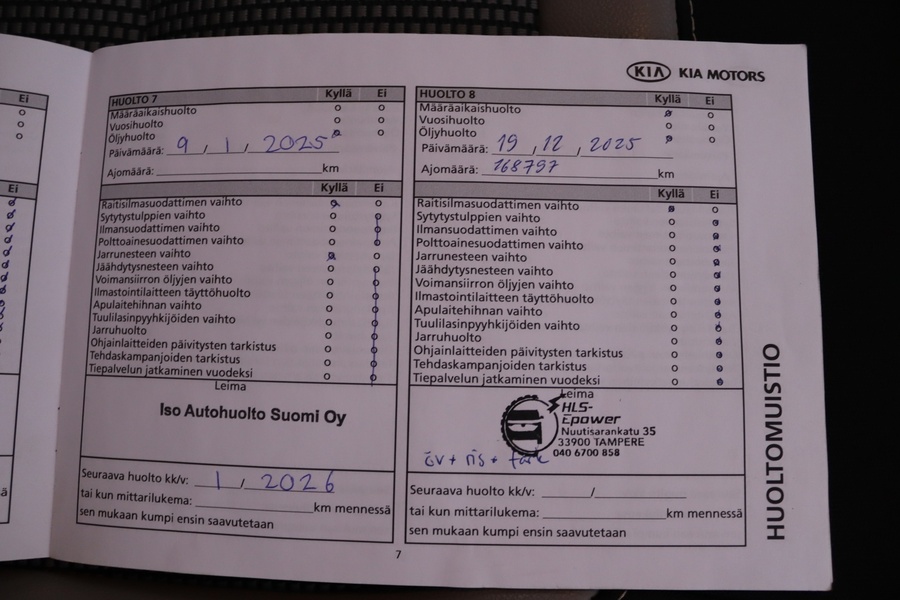 KIA KIA MOTORS
Ei
Ei
HUOLTO 7 Kyllä Ei
Määräaikaishuolto
Vuosihuolto
Öljyhuolto
Päivämäärä: 9 , 1 , 2025
Ajomäärä: km
Kyllä Ei
Raitisilmasuodattimen vaihto
Sytytystulppien vaihto
Ilmansuodattimen vaihto
Polttoainesuodattimen vaihto
Jarrunesteen vaihto
Jäähdytysnesteen vaihto
Voimansiirron öljyjen vaihto
Ilmastointilaitteen täyttöhuolto
Apulaitehihnan vaihto
Tuulilasinpyyhkijöiden vaihto
Jarruhuolto
Ohjainlaitteiden päivitysten tarkistus
Tehdaskampanjoiden tarkistus
Tiepalvelun jatkaminen vuodeksi
Leima
Iso Autohuolto Suomi Oy
Seuraava huolto kk/v: 1 / 2026
tai kun mittarilukema: km mennessä
sen mukaan kumpi ensin saavutetaan
HUOLTO 8 Kyllä Ei
Määräaikaishuolto
Vuosihuolto
Öljyhuolto
Päivämäärä: 19 , 12 , 2025
Ajomäärä: 168797 km
Kyllä Ei
Raitisilmasuodattimen vaihto
Sytytystulppien vaihto
Ilmansuodattimen vaihto
Polttoainesuodattimen vaihto
Jarrunesteen vaihto
Jäähdytysnesteen vaihto
Voimansiirron öljyjen vaihto
Ilmastointilaitteen täyttöhuolto
Apulaitehihnan vaihto
Tuulilasinpyyhkijöiden vaihto
Jarruhuolto
Ohjainlaitteiden päivitysten tarkistus
Tehdaskampanjoiden tarkistus
Tiepalvelun jatkaminen vuodeksi
Leima
HLS-
Epower
Nuutisarankatu 35
33900 TAMPERE
040 6700 858
öv + ris +
Seuraava huolto kk/v: /
tai kun mittarilukema: km mennessä
sen mukaan kumpi ensin saavutetaan
7
HUOLTOMUISTIO